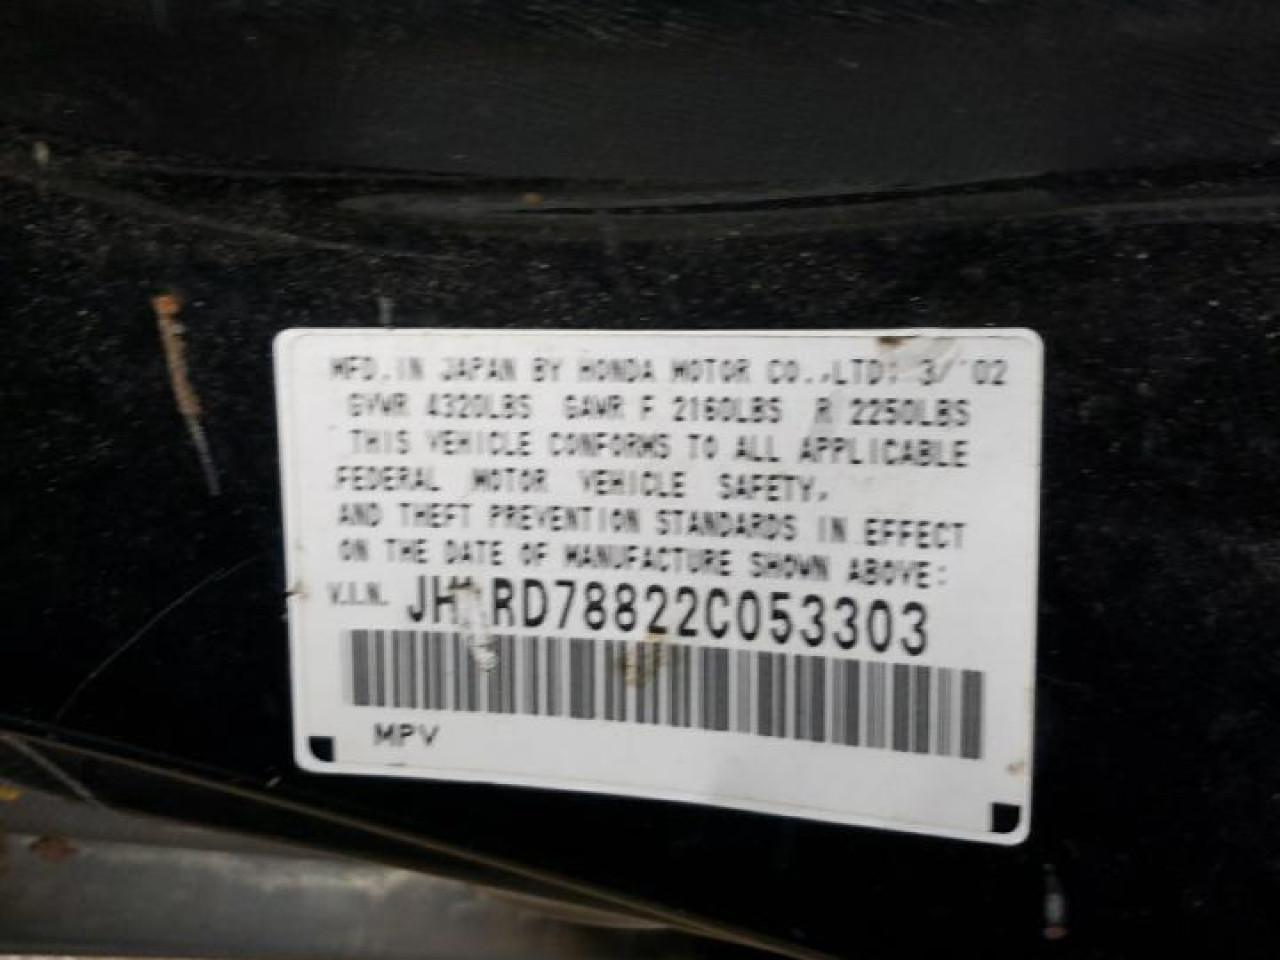 MFD. IN JAPAN BY HONDA MOTOR CO.,LTD: 3/'02
GVWR 4320LBS GAWR F 2160LBS R 2250LBS
THIS VEHICLE CONFORMS TO ALL APPLICABLE
FEDERAL MOTOR VEHICLE SAFETY,
AND THEFT PREVENTION STANDARDS IN EFFECT
ON THE DATE OF MANUFACTURE SHOWN ABOVE:
V.I.N.
MPV